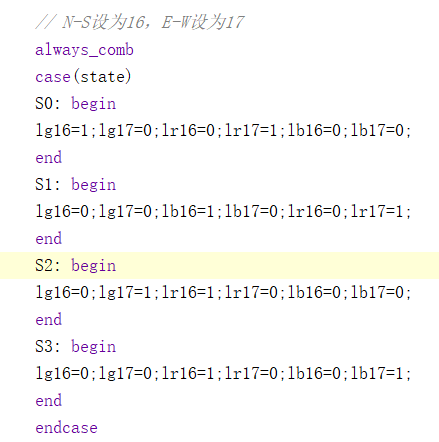 // N-S设为16，E-W设为17
always_comb
case(state)
S0: begin
lg16=1;lg17=0;lr16=0;lr17=1;lb16=0;lb17=0;
end
S1: begin
lg16=0;lg17=0;lb16=1;lb17=0;lr16=0;lr17=1;
end
S2: begin
lg16=0;lg17=1;lr16=1;lr17=0;lb16=0;lb17=0;
end
S3: begin
lg16=0;lg17=0;lr16=1;lr17=0;lb16=0;lb17=1;
end
endcase